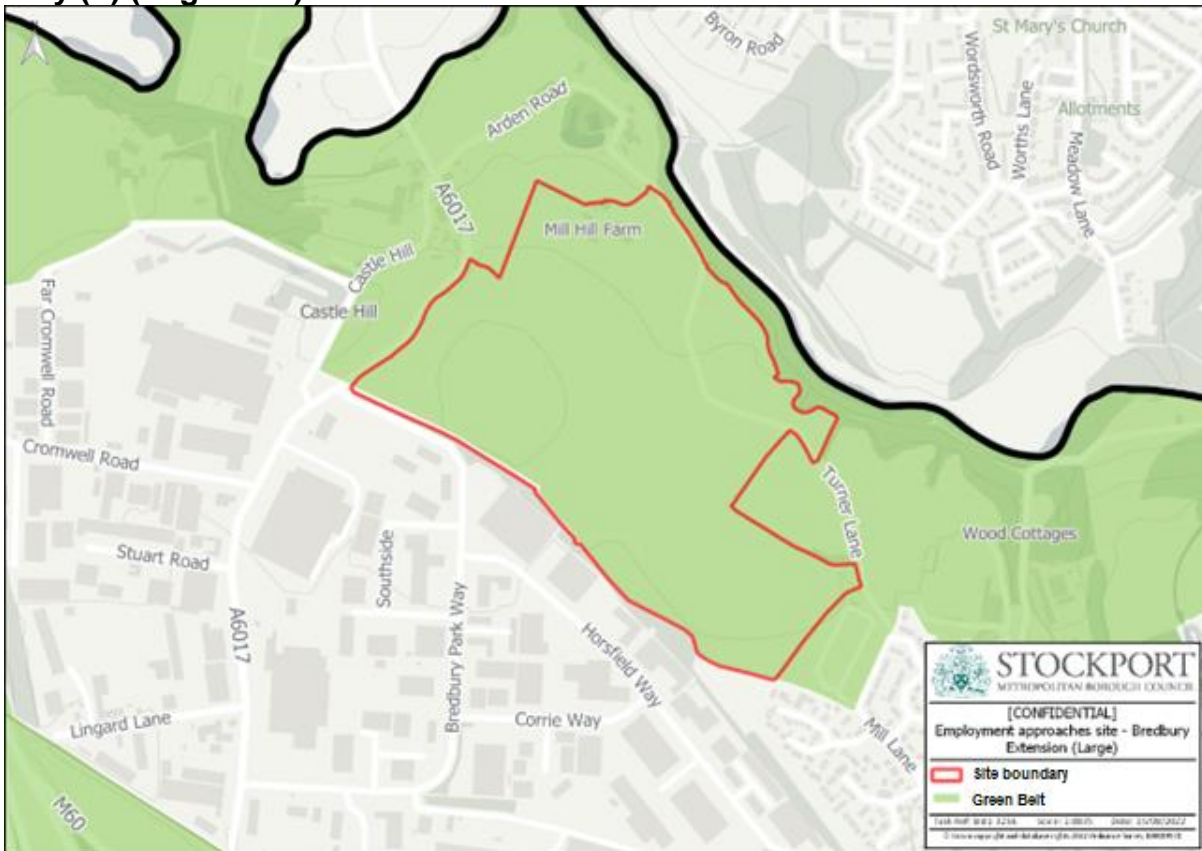 Byron Road
St Mary's Church
Wordsworth Road
Worths Lane
Allotments
Meadow Lane
Arden Road
A6017
Mill Hill Farm
Castle Hill
Castle Hill
Far Cromwell Road
Cromwell Road
Turner Lane
Wood Cottages
Stuart Road
Southside
A6017
Bredbury Park Way
Horsfield Way
Lingard Lane
Corrie Way
Mill Lane
M60
STOCKPORT
METROPOLITAN BOROUGH COUNCIL
[CONFIDENTIAL]
Employment approaches site - Bredbury
Extension (Large)
Site boundary
Green Belt